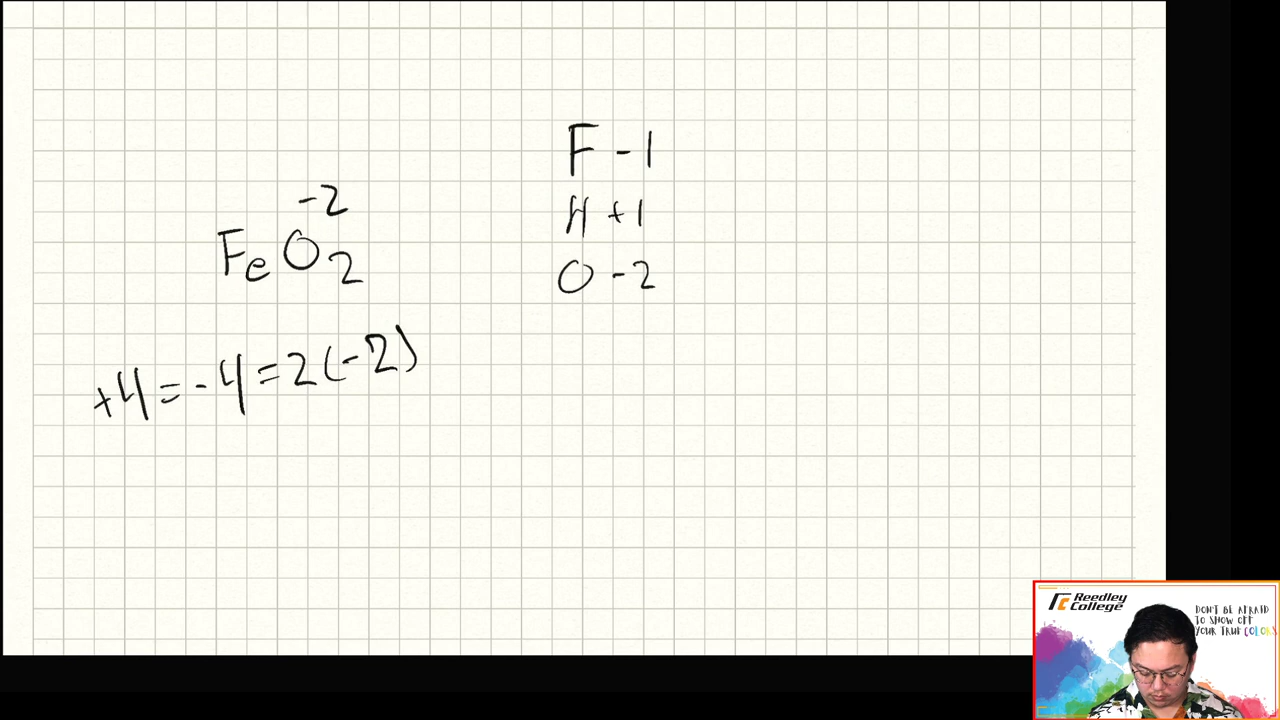 F -1
-2
H +1
FeO2
O -2
+4=-4=2(-2)
Reedley
College
DON'T BE AFRAID
TO SHOW OFF
YOUR TRUE COLORS